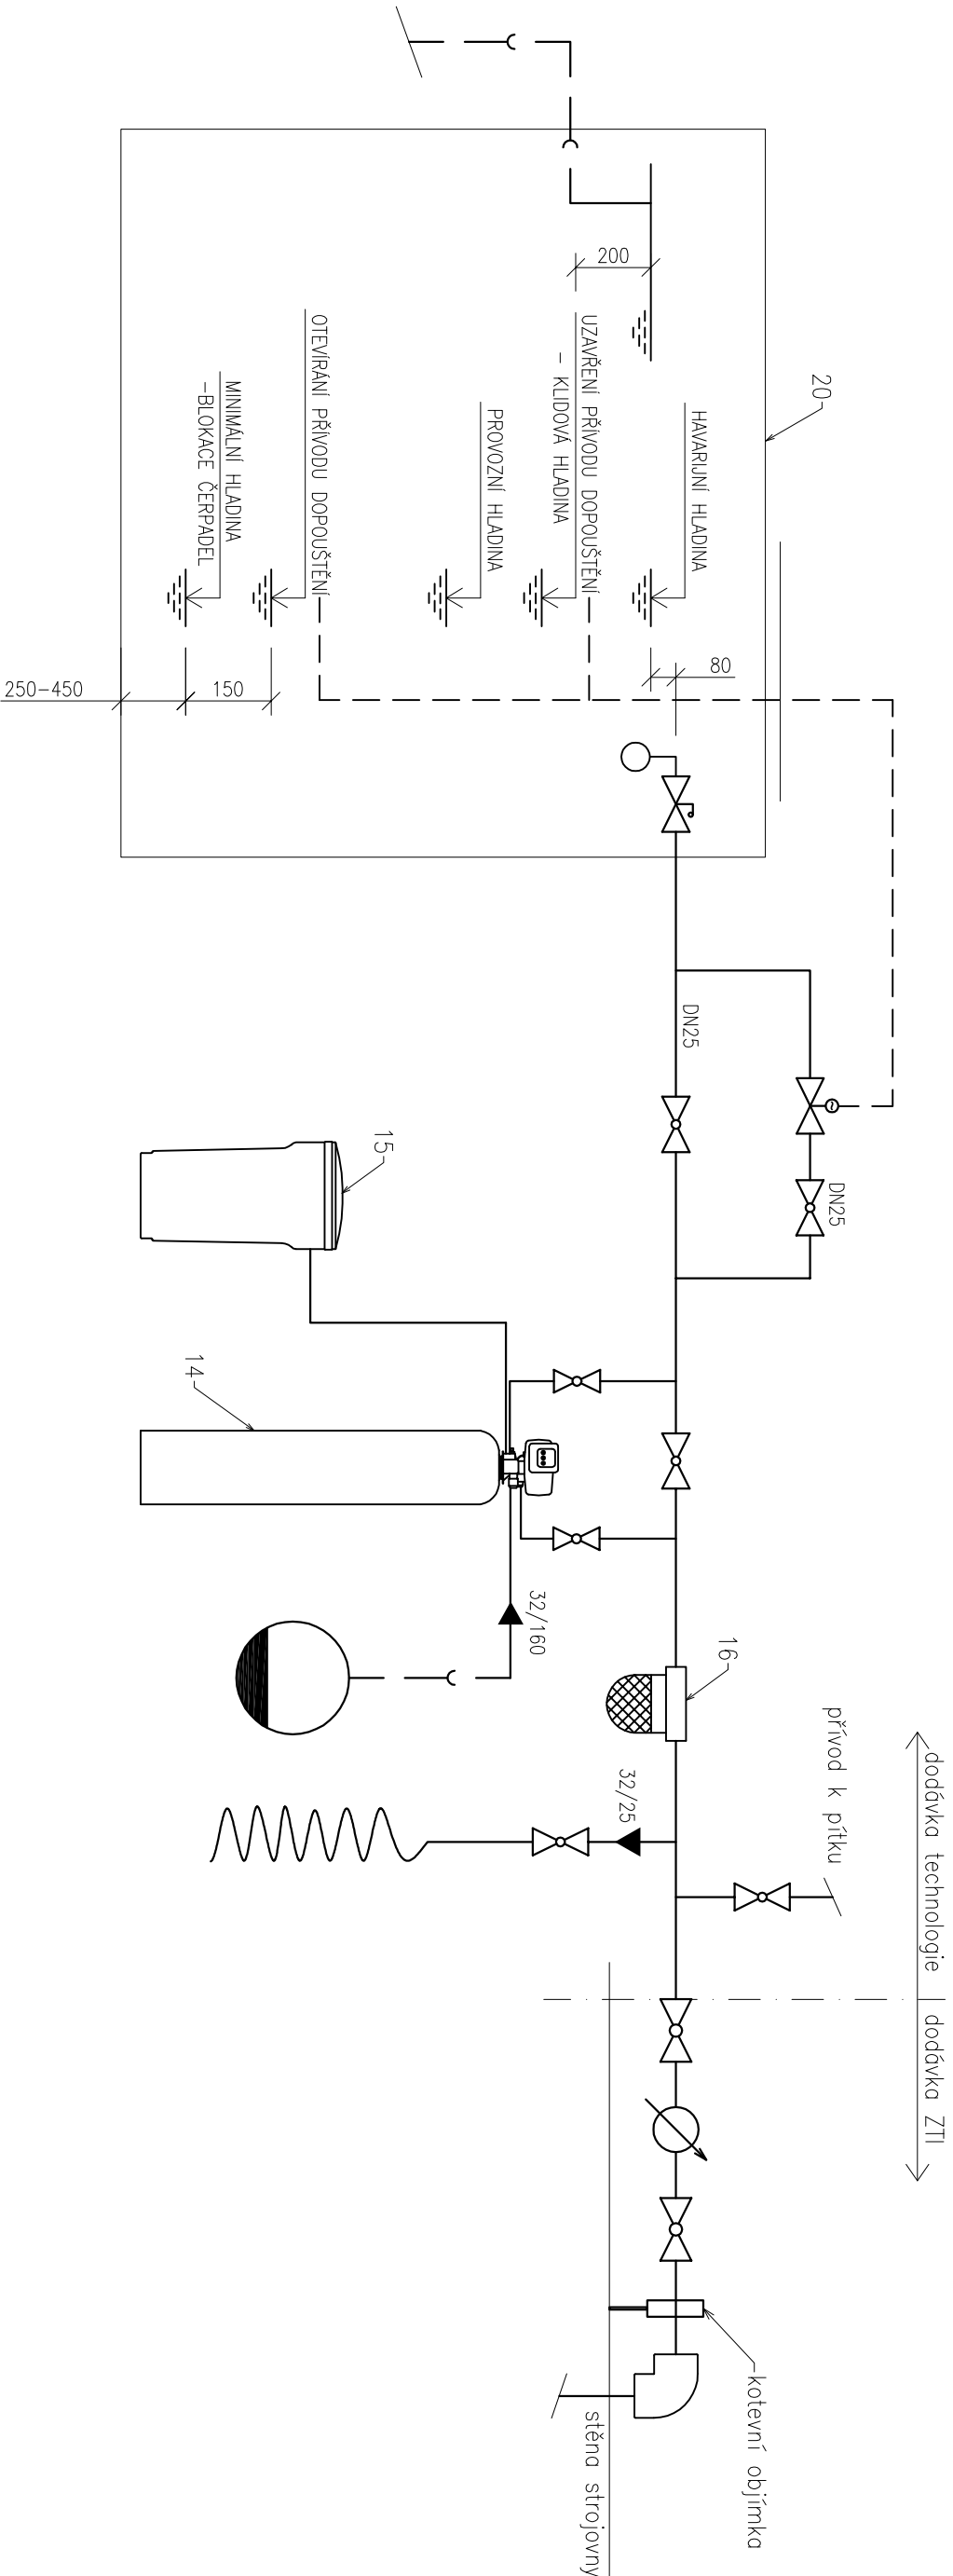 20
200
HAVARIJNÍ HLADINA
UZAVŘENÍ PŘÍVODU DOPOUŠTĚNÍ
- KLIDOVÁ HLADINA
PROVOZNÍ HLADINA
OTEVÍRÁNÍ PŘÍVODU DOPOUŠTĚNÍ
MINIMÁLNÍ HLADINA
-BLOKACE ČERPADEL
80
150
250-450
DN25
DN25
15
14
32/160
16
32/25
přívod k pítku
dodávka technologie
dodávka ZTI
kotevní objímka
stěna strojovny